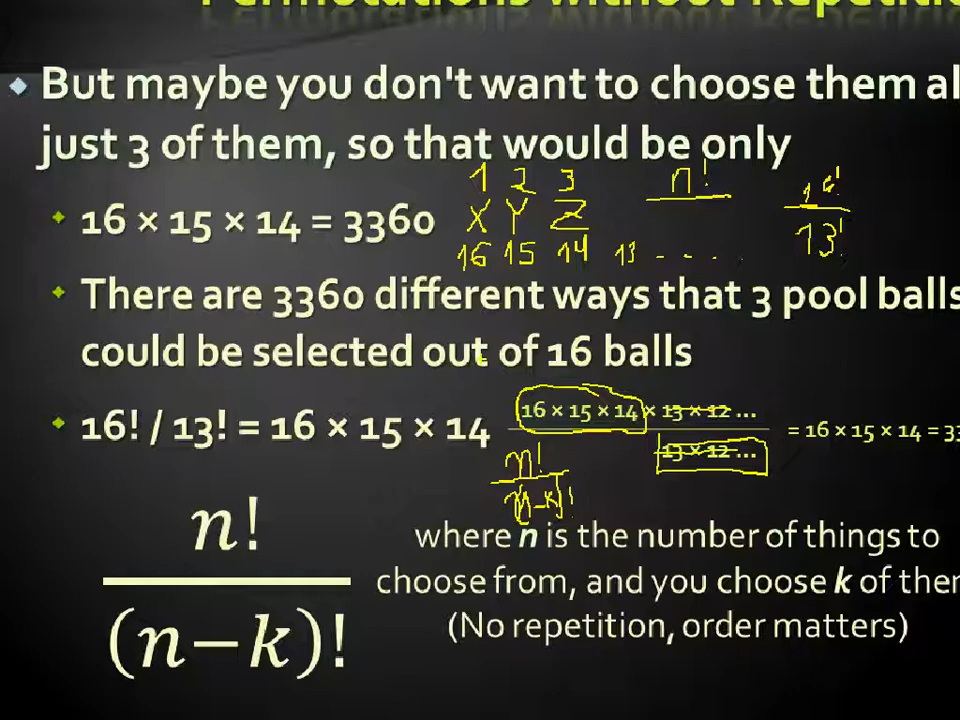 Permutations without Repetiti
But maybe you don't want to choose them al
just 3 of them, so that would be only
1 2 3 n! 16!
16 × 15 × 14 = 3360 X Y Z 13!
16 15 14 13 - - . . .
There are 3360 different ways that 3 pool balls
could be selected out of 16 balls
16! / 13! = 16 × 15 × 14 16 × 15 × 14 × 13 × 12 ... = 16 × 15 × 14 = 33
13 × 12 ...
n!
(n-k)!
n!
(n-k)!
where n is the number of things to
choose from, and you choose k of them
(No repetition, order matters)